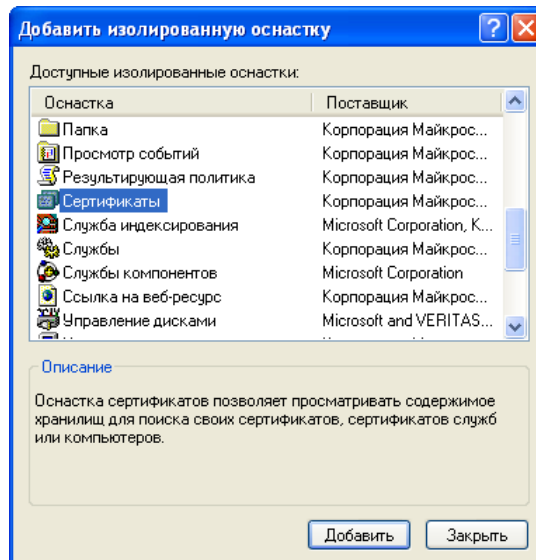 Добавить изолированную оснастку
Доступные изолированные оснастки:
Оснастка Поставщик
Папка Корпорация Майкрос...
Просмотр событий Корпорация Майкрос...
Результирующая политика Корпорация Майкрос...
Сертификаты Корпорация Майкрос...
Служба индексирования Microsoft Corporation, K...
Службы Корпорация Майкрос...
Службы компонентов Microsoft Corporation
Ссылка на веб-ресурс Корпорация Майкрос...
Управление дисками Microsoft and VERITAS...
Описание
Оснастка сертификатов позволяет просматривать содержимое
хранилищ для поиска своих сертификатов, сертификатов служб
или компьютеров.
Добавить Закрыть